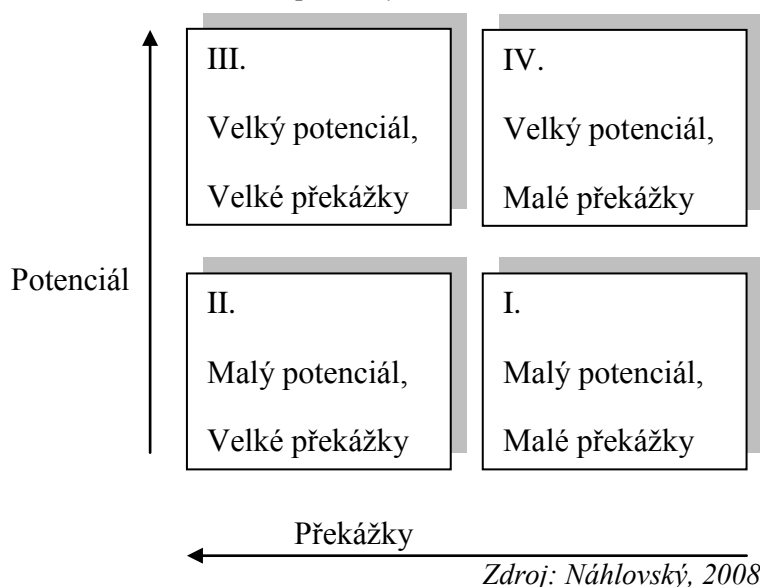 III.
Velký potenciál,
Velké překážky
IV.
Velký potenciál,
Malé překážky
Potenciál
II.
Malý potenciál,
Velké překážky
I.
Malý potenciál,
Malé překážky
Překážky
Zdroj: Náhlovský, 2008